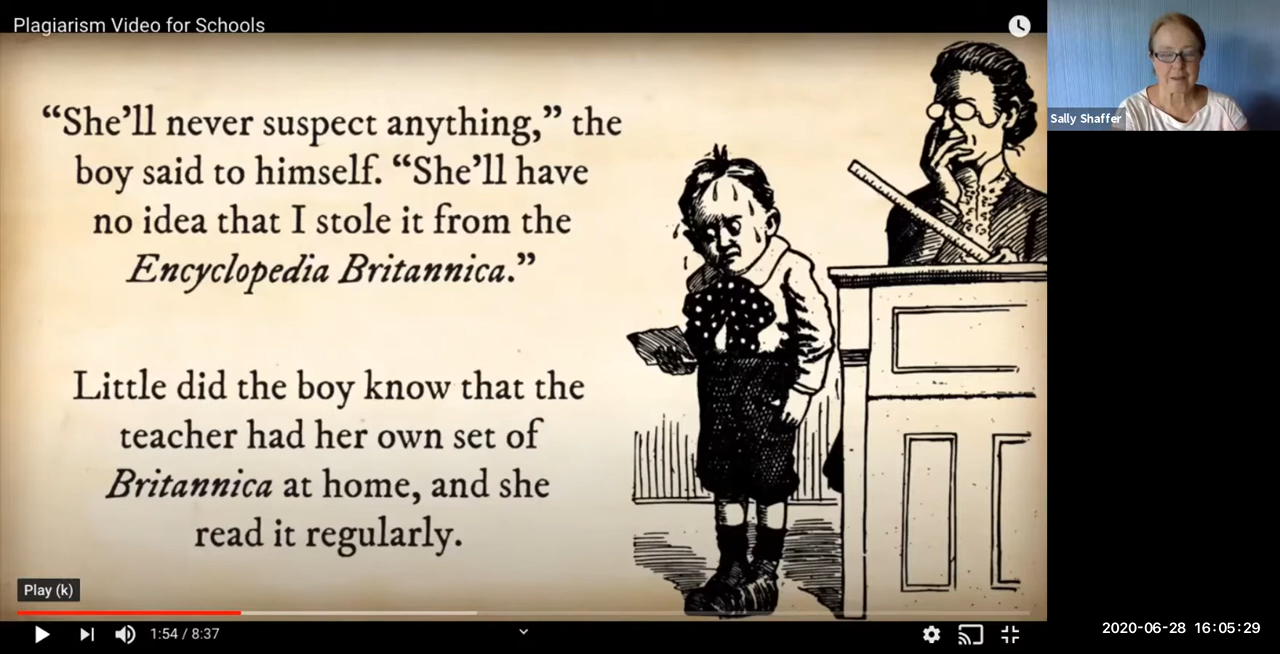 Plagiarism Video for Schools
“She’ll never suspect anything,” the
boy said to himself. “She’ll have
no idea that I stole it from the
Encyclopedia Britannica.”
Little did the boy know that the
teacher had her own set of
Britannica at home, and she
read it regularly.
Play (k)
1:54 / 8:37
Sally Shaffer
2020-06-28 16:05:29